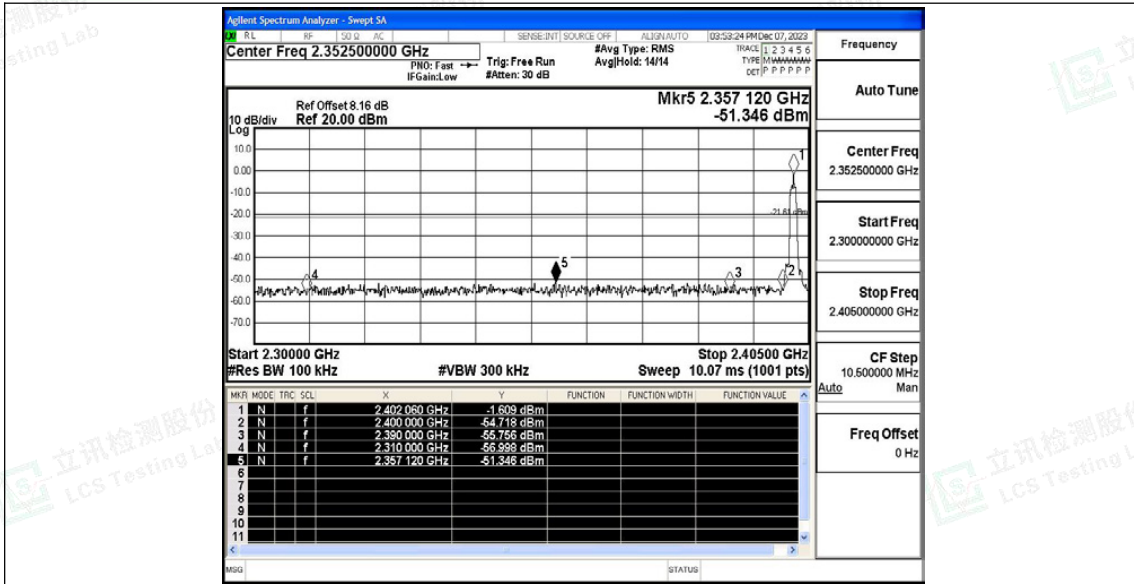 Agilent Spectrum Analyzer - Swept SA
RL RF 50 Ω AC SENSE:INT SOURCE OFF ALIGNAUTO 03:53:24 PM Dec 07, 2023
Center Freq 2.352500000 GHz
#Avg Type: RMS
TRACE 1 2 3 4 5 6
PNO: Fast
Trig: Free Run
Avg|Hold: 14/14
TYPE M
IFGain:Low
#Atten: 30 dB
DET P P P P P
Mkr5 2.357 120 GHz
-51.346 dBm
Ref Offset 8.16 dB
10 dB/div Ref 20.00 dBm
Log
10.0
0.00
-10.0
-20.0
-30.0
-40.0
-50.0
-60.0
-70.0
1
-21.61 dBm
4
5
3
2
Start 2.30000 GHz
Stop 2.40500 GHz
#Res BW 100 kHz
#VBW 300 kHz
Sweep 10.07 ms (1001 pts)
MKR MODE TRC SCL X Y FUNCTION FUNCTION WIDTH FUNCTION VALUE
1 N f 2.402 060 GHz -1.609 dBm
2 N f 2.400 000 GHz -54.718 dBm
3 N f 2.390 000 GHz -55.756 dBm
4 N f 2.310 000 GHz -56.998 dBm
5 N f 2.357 120 GHz -51.346 dBm
6
7
8
9
10
11
MSG
STATUS
Frequency
Auto Tune
Center Freq
2.352500000 GHz
Start Freq
2.300000000 GHz
Stop Freq
2.405000000 GHz
CF Step
10.500000 MHz
Auto Man
Freq Offset
0 Hz
立讯检测股份
LCS Testing Lab
立讯检测股份
LCS Testing L